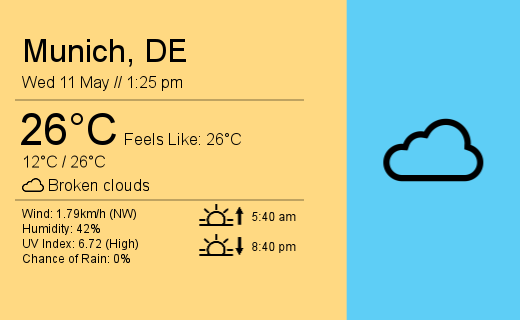 Munich, DE
Wed 11 May // 1:25 pm
26°C Feels Like: 26°C
12°C / 26°C
Broken clouds
Wind: 1.79km/h (NW)
Humidity: 42%
UV Index: 6.72 (High)
Chance of Rain: 0%
5:40 am
8:40 pm